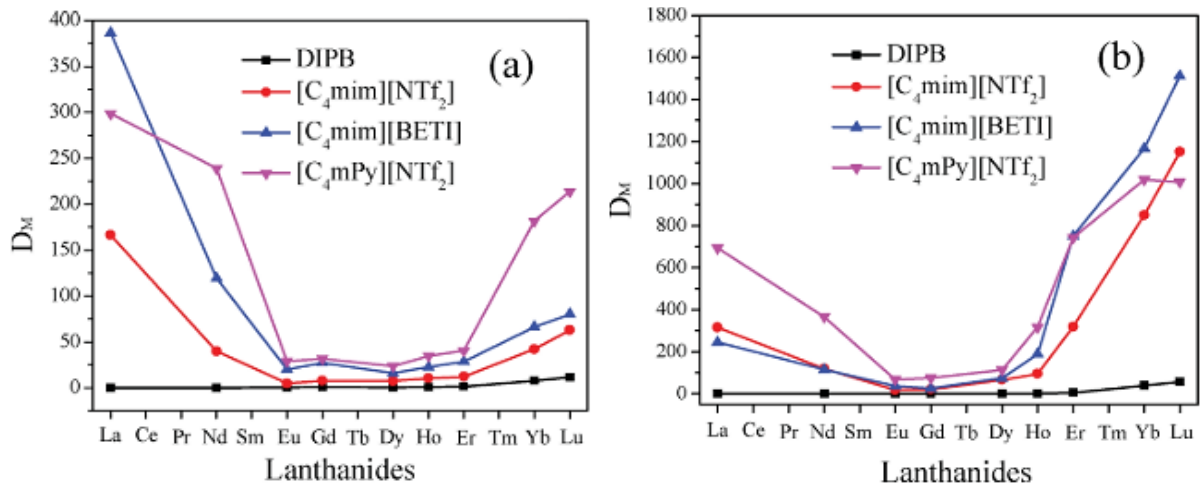 400
350
300
250
200
150
100
50
0
D_M
(a)
DIPB
[C₄mim][NTf₂]
[C₄mim][BETI]
[C₄mPy][NTf₂]
La Ce Pr Nd Sm Eu Gd Tb Dy Ho Er Tm Yb Lu
Lanthanides
1800
1600
1400
1200
1000
800
600
400
200
0
D_M
(b)
DIPB
[C₄mim][NTf₂]
[C₄mim][BETI]
[C₄mPy][NTf₂]
La Ce Pr Nd Sm Eu Gd Tb Dy Ho Er Tm Yb Lu
Lanthanides